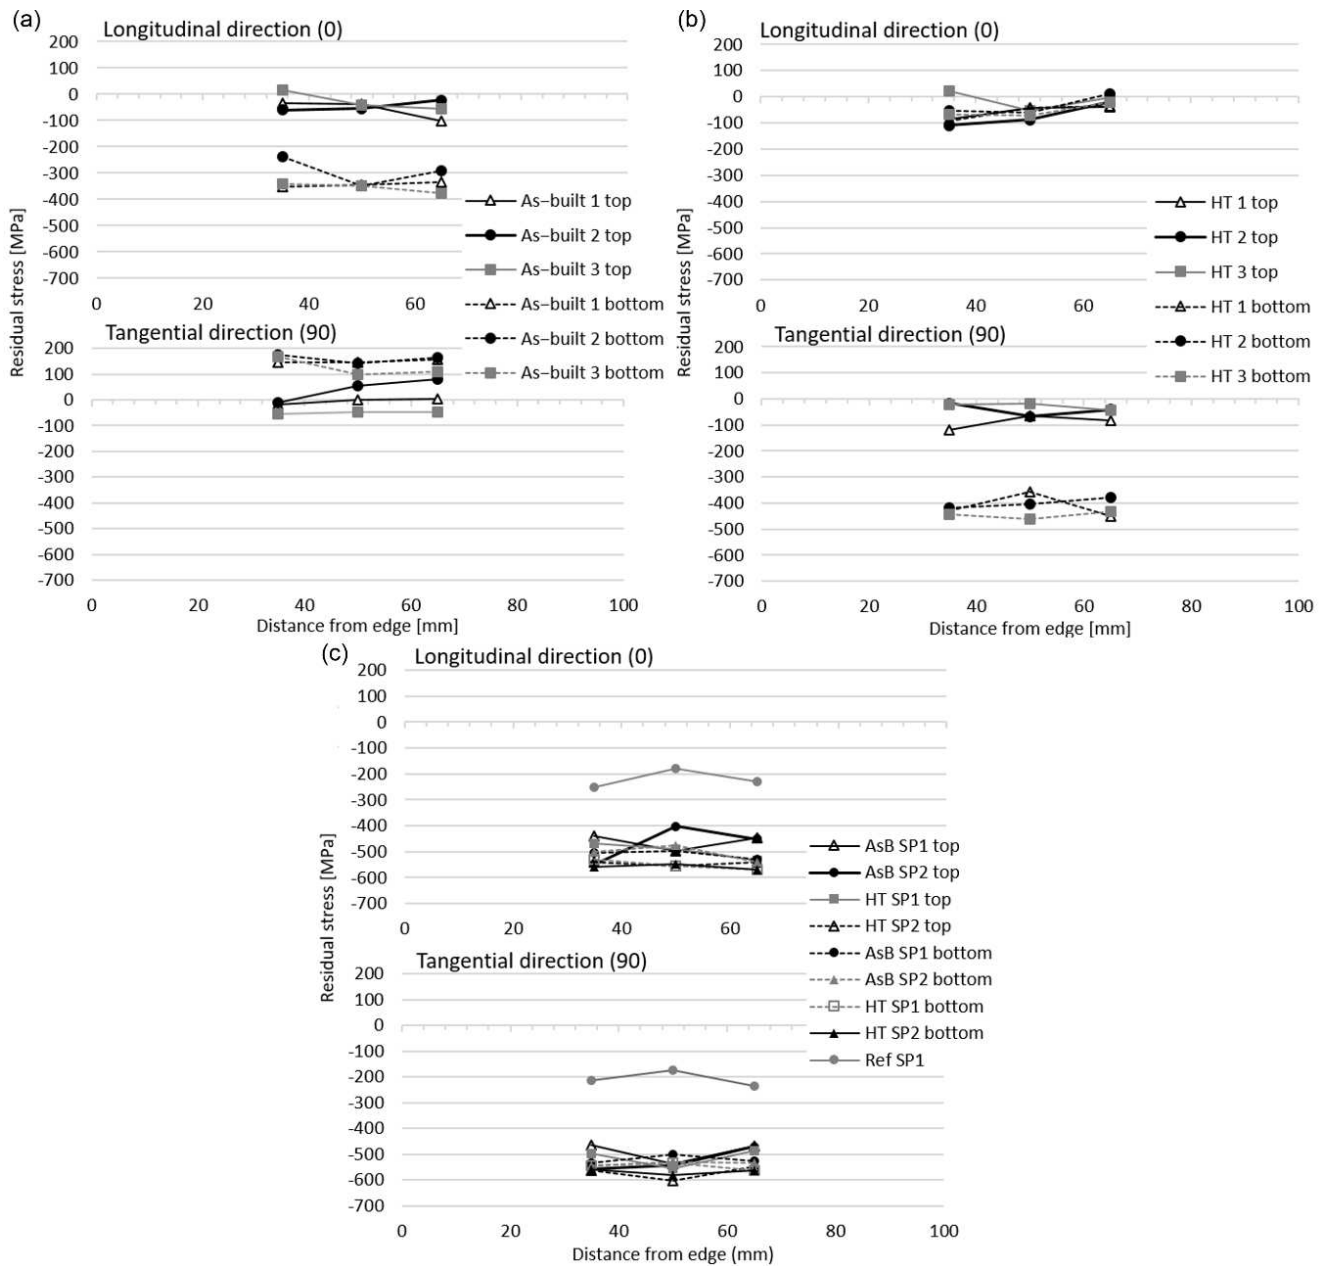 (a)
Longitudinal direction (0)
200
100
0
-100
-200
-300
-400
-500
-600
-700
0 20 40 60
Tangential direction (90)
200
100
0
-100
-200
-300
-400
-500
-600
-700
0 20 40 60 80 100
Distance from edge [mm]
Residual stress [MPa]
As–built 1 top
As–built 2 top
As–built 3 top
As–built 1 bottom
As–built 2 bottom
As–built 3 bottom
(b)
Longitudinal direction (0)
200
100
0
-100
-200
-300
-400
-500
-600
-700
0 20 40 60
Tangential direction (90)
200
100
0
-100
-200
-300
-400
-500
-600
-700
0 20 40 60 80 100
Distance from edge [mm]
Residual stress [MPa]
HT 1 top
HT 2 top
HT 3 top
HT 1 bottom
HT 2 bottom
HT 3 bottom
(c)
Longitudinal direction (0)
200
100
0
-100
-200
-300
-400
-500
-600
-700
0 20 40 60
Tangential direction (90)
200
100
0
-100
-200
-300
-400
-500
-600
-700
0 20 40 60 80 100
Distance from edge (mm)
Residual stress [MPa]
AsB SP1 top
AsB SP2 top
HT SP1 top
HT SP2 top
AsB SP1 bottom
AsB SP2 bottom
HT SP1 bottom
HT SP2 bottom
Ref SP1